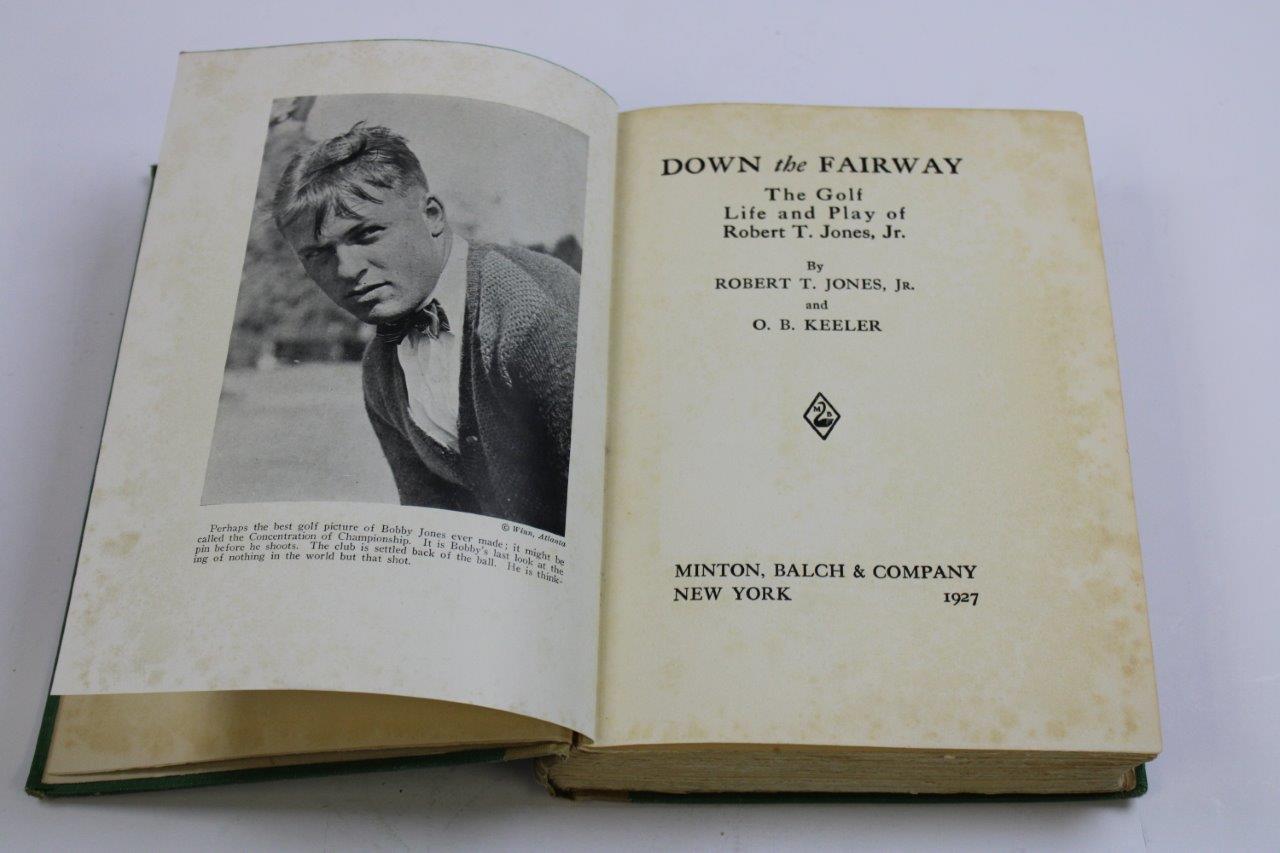 © Winn, Atlanta
Perhaps the best golf picture of Bobby Jones ever made; it might be
called the Concentration of Championship. It is Bobby's last look at the
pin before he shoots. The club is settled back of the ball. He is think-
ing of nothing in the world but that shot.
DOWN the FAIRWAY
The Golf
Life and Play of
Robert T. Jones, Jr.
By
ROBERT T. JONES, JR.
and
O. B. KEELER
M B
MINTON, BALCH & COMPANY
NEW YORK 1927